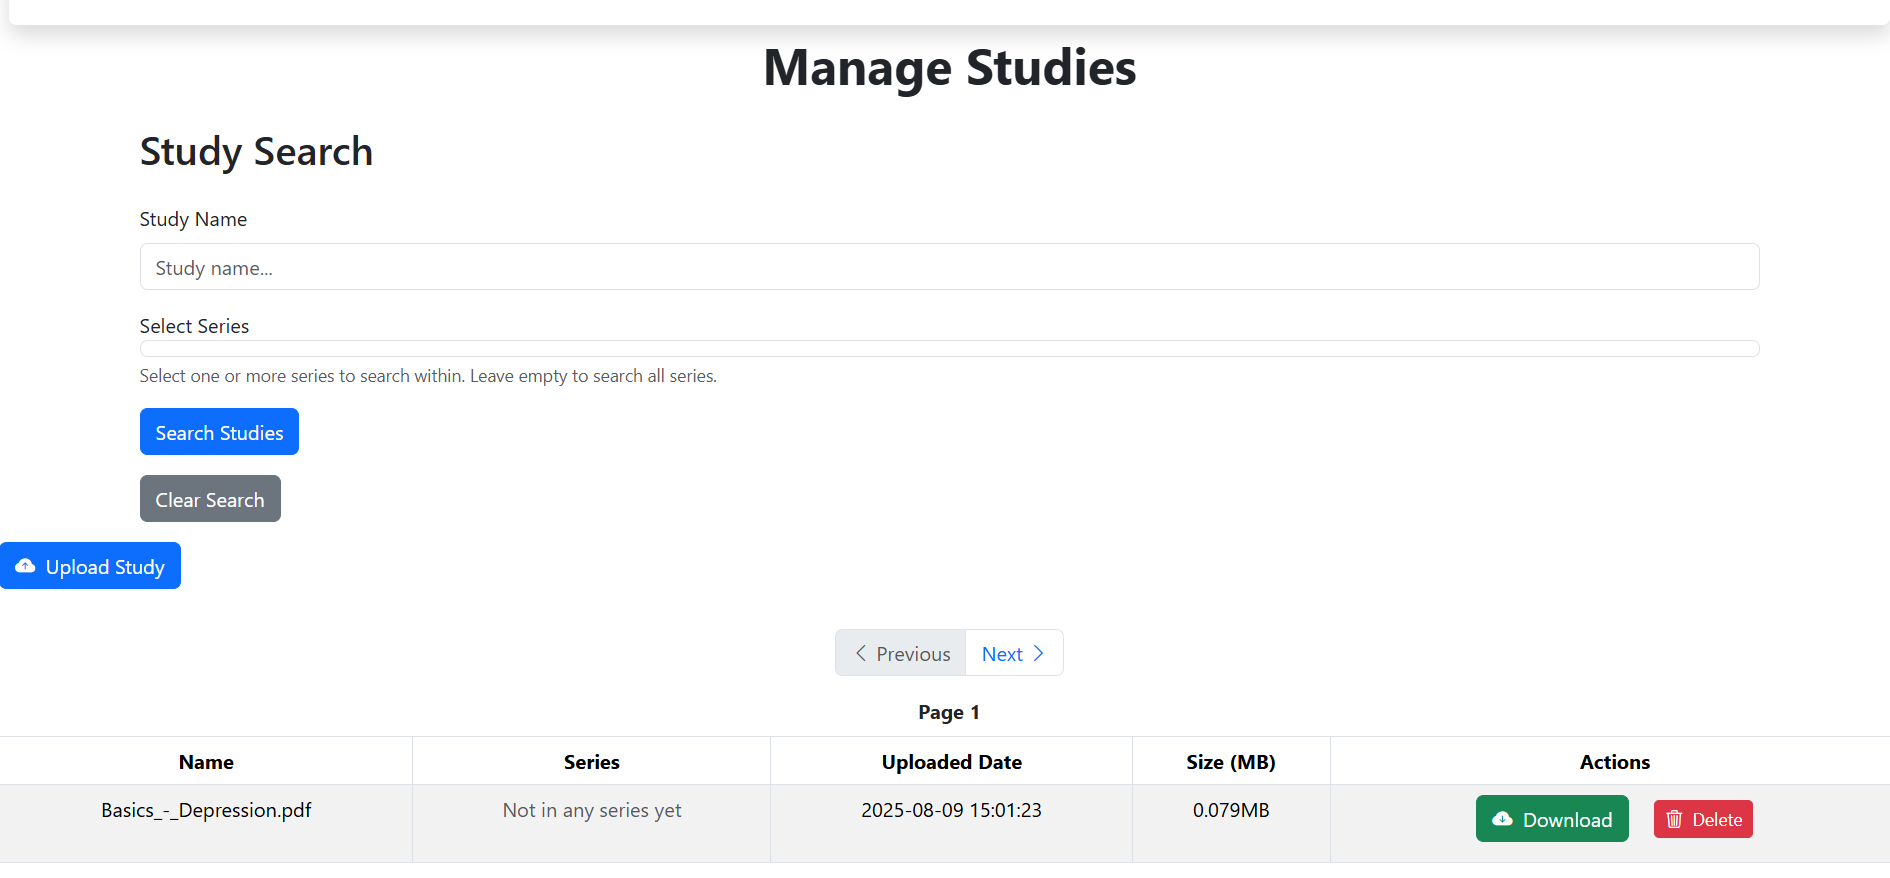 Manage Studies
Study Search
Study Name
Study name...
Select Series
Select one or more series to search within. Leave empty to search all series.
Search Studies
Clear Search
Upload Study
Previous Next
Page 1
Name Series Uploaded Date Size (MB) Actions
Basics_-_Depression.pdf Not in any series yet 2025-08-09 15:01:23 0.079MB Download Delete